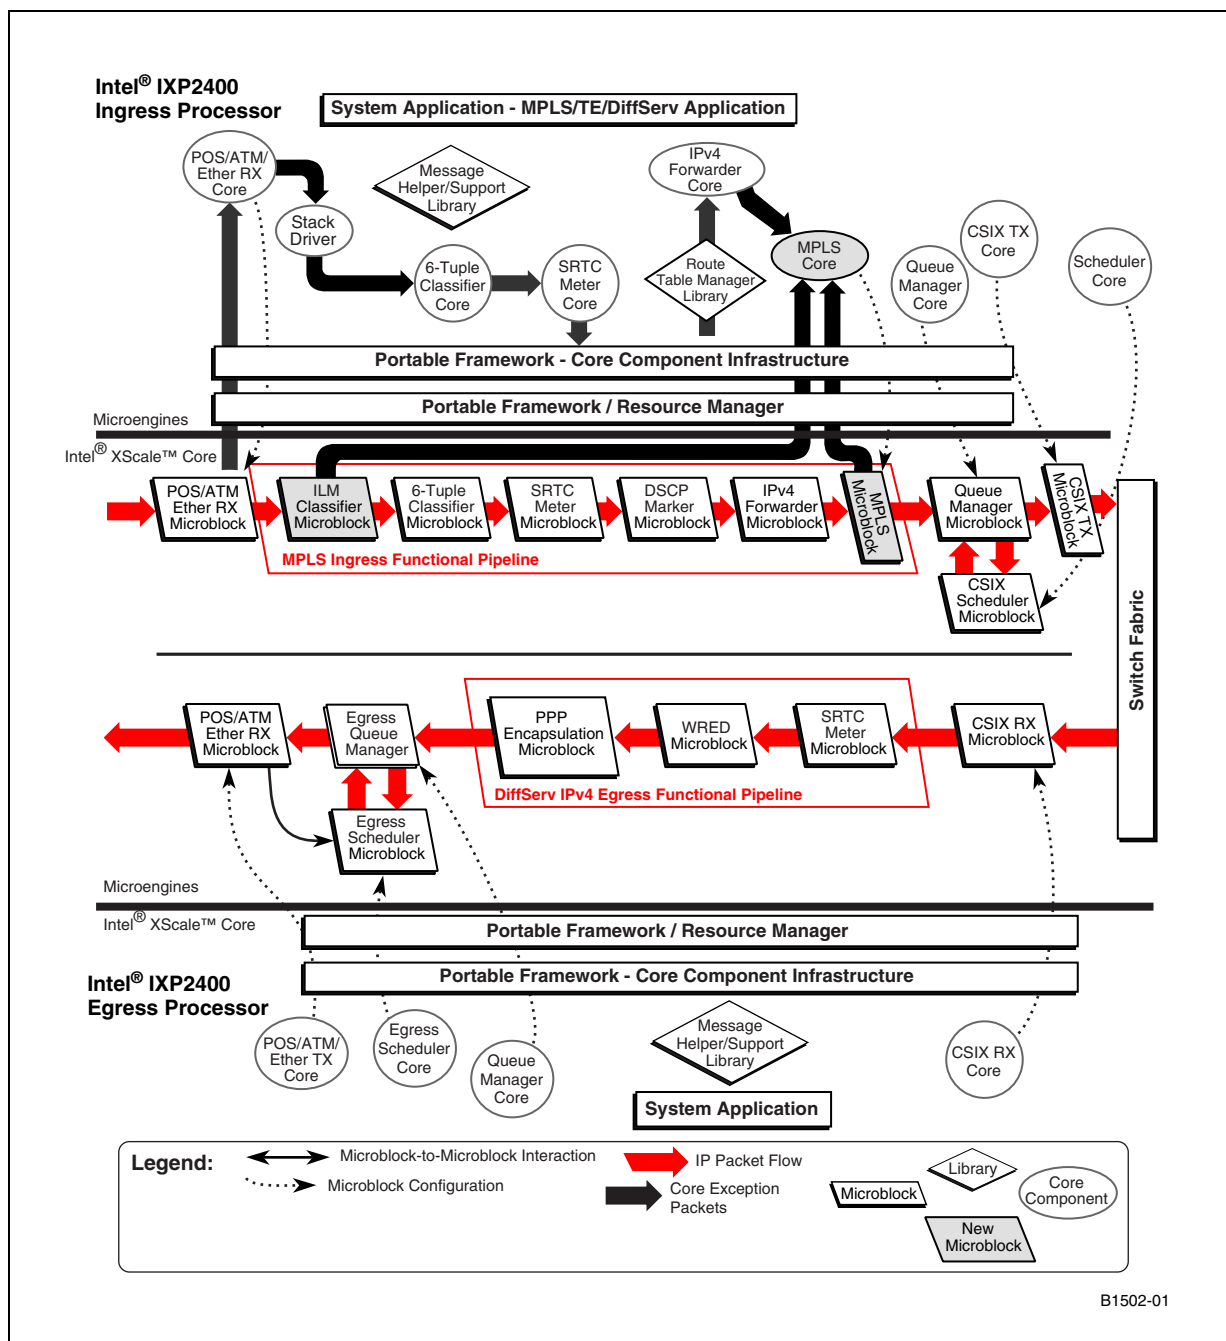 Intel® IXP2400
Ingress Processor
System Application - MPLS/TE/DiffServ Application
POS/ATM/
Ether RX
Core
Message
Helper/Support
Library
IPv4
Forwarder
Core
Stack
Driver
6-Tuple
Classifier
Core
SRTC
Meter
Core
Route
Table Manager
Library
MPLS
Core
Queue
Manager
Core
CSIX TX
Core
Scheduler
Core
Portable Framework - Core Component Infrastructure
Portable Framework / Resource Manager
Microengines
Intel® XScale™ Core
POS/ATM
Ether RX
Microblock
ILM
Classifier
Microblock
6-Tuple
Classifier
Microblock
SRTC
Meter
Microblock
DSCP
Marker
Microblock
IPv4
Forwarder
Microblock
MPLS
Microblock
Queue
Manager
Microblock
CSIX TX
Microblock
MPLS Ingress Functional Pipeline
CSIX
Scheduler
Microblock
Switch Fabric
POS/ATM
Ether RX
Microblock
Egress
Queue
Manager
PPP
Encapsulation
Microblock
WRED
Microblock
SRTC
Meter
Microblock
CSIX RX
Microblock
DiffServ IPv4 Egress Functional Pipeline
Egress
Scheduler
Microblock
Microengines
Intel® XScale™ Core
Portable Framework / Resource Manager
Portable Framework - Core Component Infrastructure
Intel® IXP2400
Egress Processor
POS/ATM/
Ether TX
Core
Egress
Scheduler
Core
Queue
Manager
Core
Message
Helper/Support
Library
CSIX RX
Core
System Application
Legend:
Microblock-to-Microblock Interaction
Microblock Configuration
IP Packet Flow
Core Exception
Packets
Microblock
Library
New
Microblock
Core
Component
B1502-01